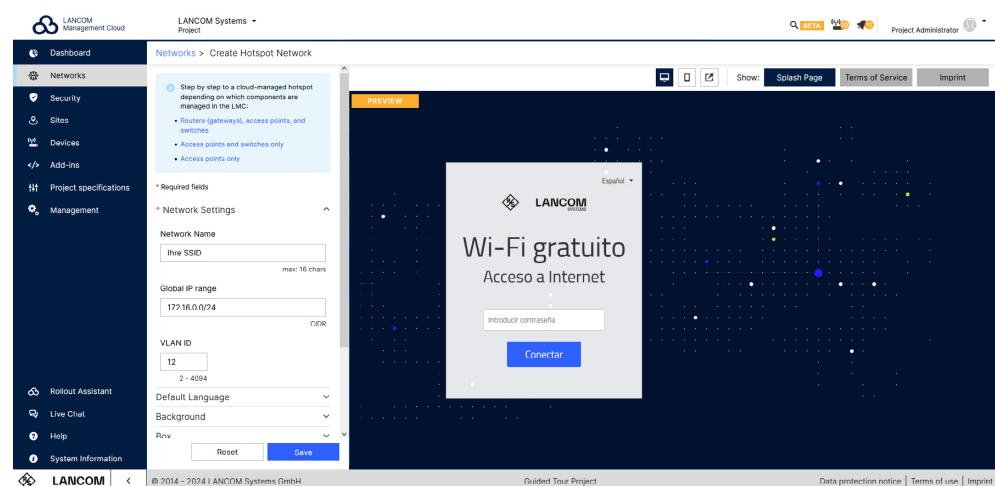 LANCOM
Management Cloud
LANCOM Systems
Project
BETA
Project Administrator
Dashboard
Networks
Security
Sites
Devices
Add-ins
Project specifications
Management
Rollout Assistant
Live Chat
Help
System Information
LANCOM
Networks > Create Hotspot Network
Step by step to a cloud-managed hotspot
depending on which components are
managed in the LMC:
• Routers (gateways), access points, and
switches
• Access points and switches only
• Access points only
* Required fields
* Network Settings
Network Name
Ihre SSID
max: 16 chars
Global IP range
172.16.0.0/24
CIDR
VLAN ID
12
2 - 4094
Default Language
Background
Box
Reset
Save
Show:
Splash Page
Terms of Service
Imprint
PREVIEW
Español
LANCOM
SYSTEMS
Wi-Fi gratuito
Acceso a Internet
Introducir contraseña
Conectar
© 2014 - 2024 LANCOM Systems GmbH
Guided Tour Project
Data protection notice | Terms of use | Imprint